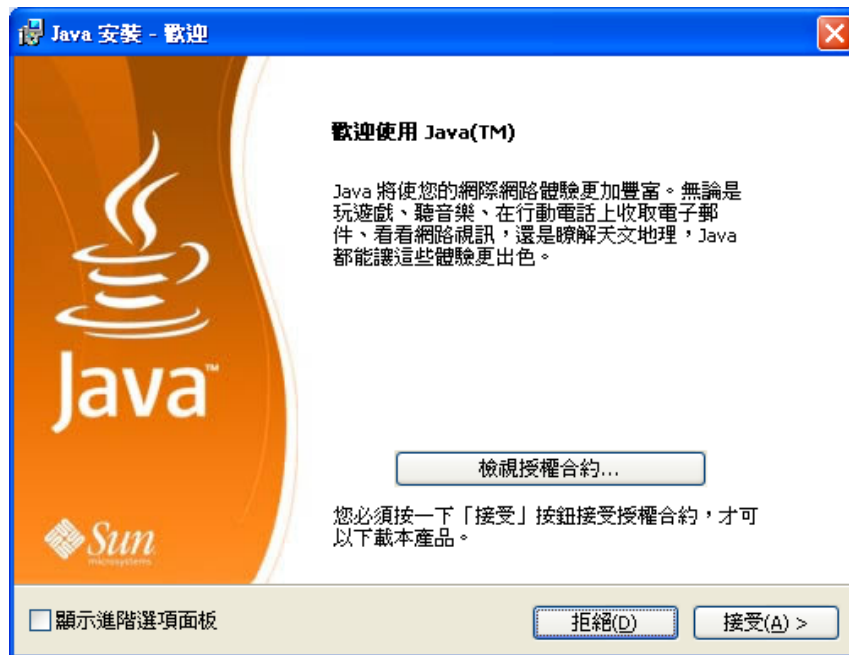 Java 安裝 - 歡迎
歡迎使用 Java(TM)
Java 將使您的網際網路體驗更加豐富。無論是
玩遊戲、聽音樂、在行動電話上收取電子郵
件、看看網路視訊，還是瞭解天文地理，Java
都能讓這些體驗更出色。
Java™
檢視授權合約...
您必須按一下「接受」按鈕接受授權合約，才可
以下載本產品。
Sun
microsystems
顯示進階選項面板
拒絕(D)
接受(A) >